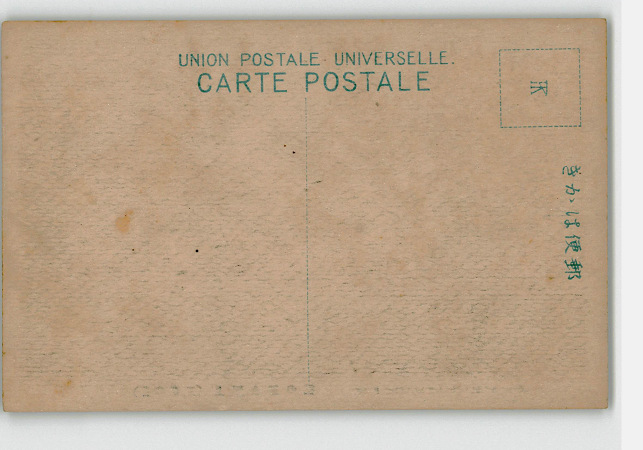 UNION POSTALE UNIVERSELLE.
CARTE POSTALE
きかは便郵